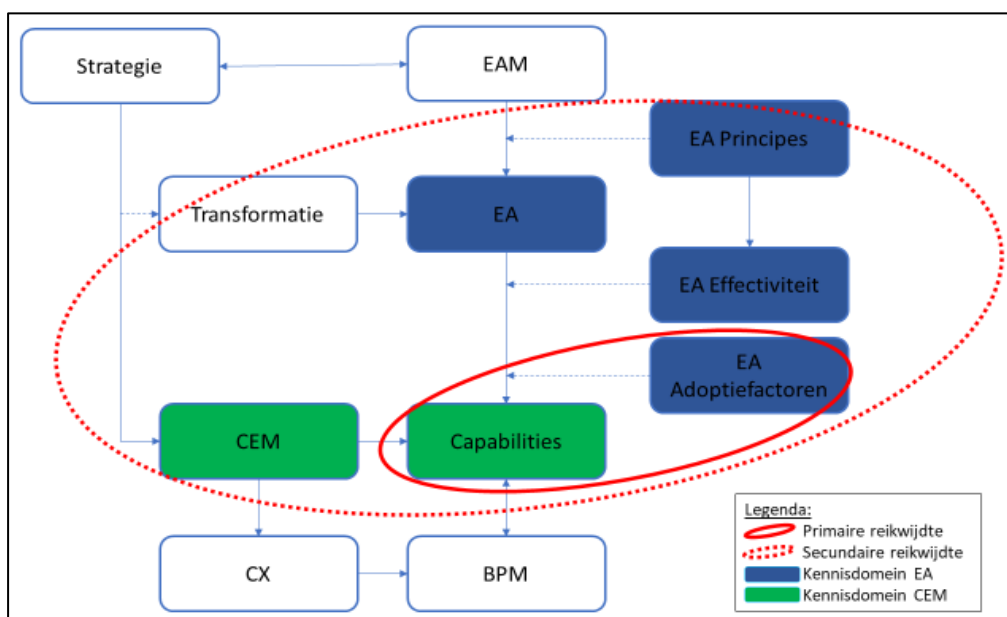 Strategie
EAM
EA Principes
Transformatie
EA
EA Effectiviteit
EA
Adoptiefactoren
CEM
Capabilities
CX
BPM
Legenda:
Primaire reikwijdte
Secundaire reikwijdte
Kennisdomein EA
Kennisdomein CEM